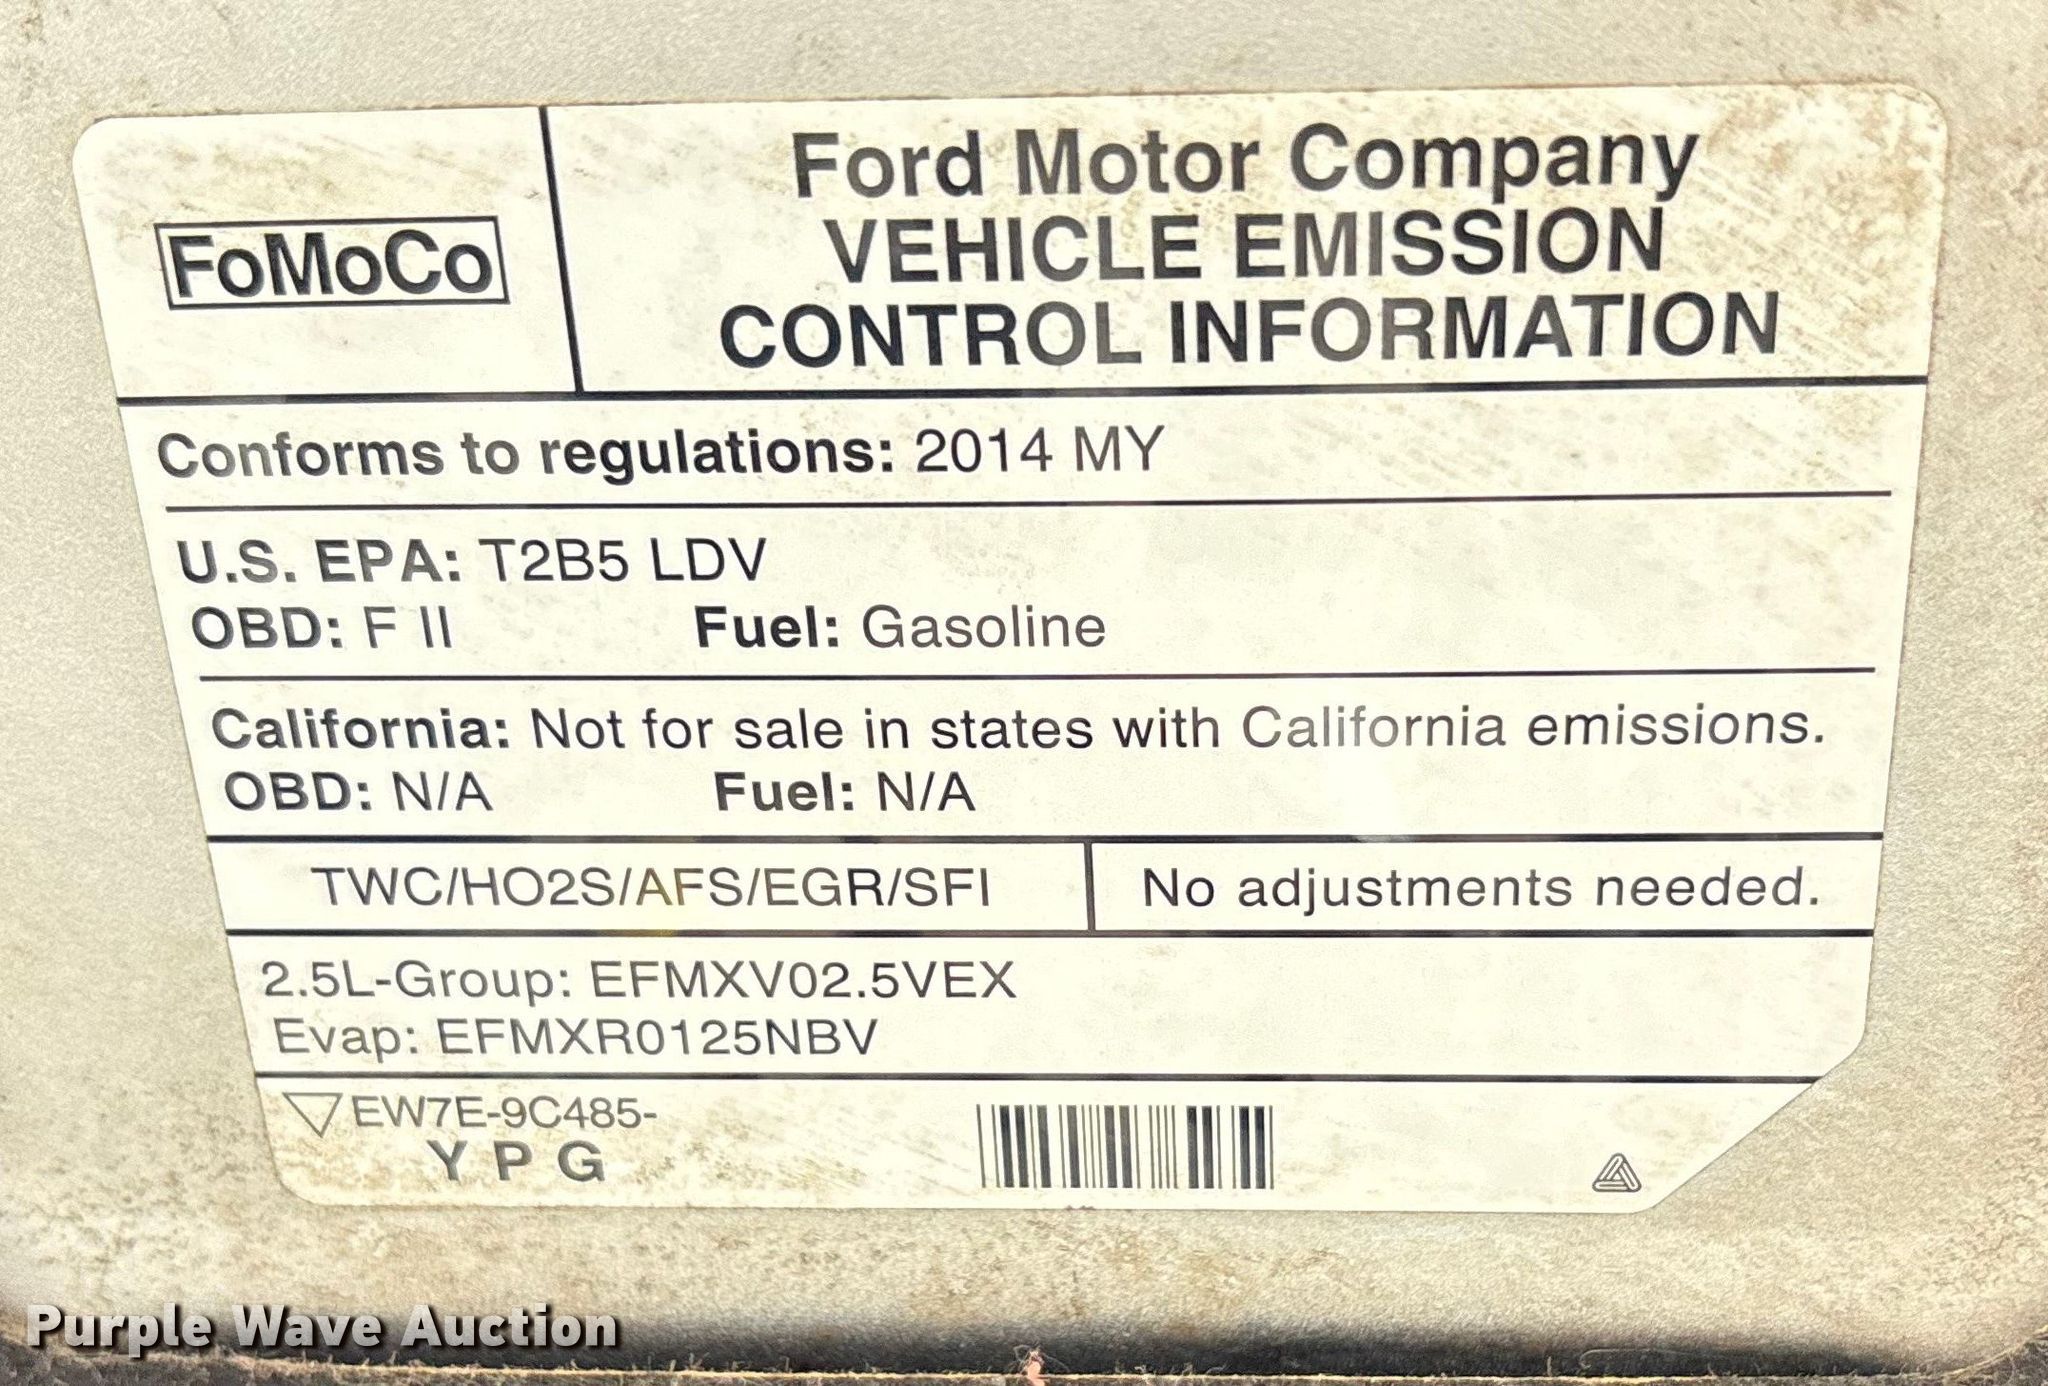 FoMoCo
Ford Motor Company
VEHICLE EMISSION
CONTROL INFORMATION
Conforms to regulations: 2014 MY
U.S. EPA: T2B5 LDV
OBD: F II Fuel: Gasoline
California: Not for sale in states with California emissions.
OBD: N/A Fuel: N/A
TWC/HO2S/AFS/EGR/SFI
No adjustments needed.
2.5L-Group: EFMXV02.5VEX
Evap: EFMXR0125NBV
EW7E-9C485-
Y P G
Purple Wave Auction